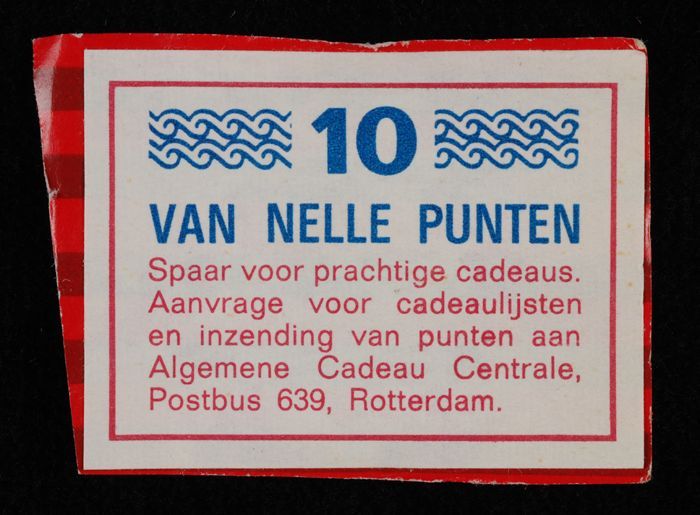 10
VAN NELLE PUNTEN
Spaar voor prachtige cadeaus.
Aanvrage voor cadeaulijsten
en inzending van punten aan
Algemene Cadeau Centrale,
Postbus 639, Rotterdam.